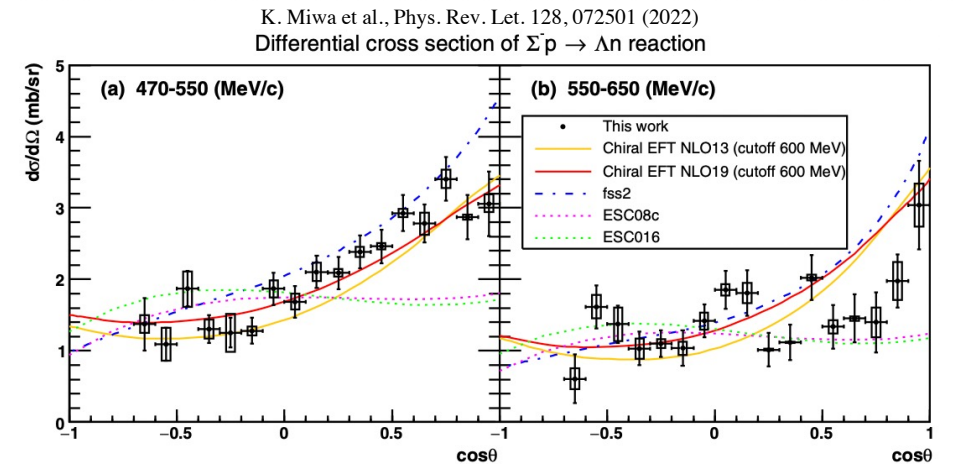 K. Miwa et al., Phys. Rev. Let. 128, 072501 (2022)
Differential cross section of Σ⁻p → Λn reaction
dσ/dΩ (mb/sr)
5
4
3
2
1
0
(a) 470-550 (MeV/c)
(b) 550-650 (MeV/c)
This work
Chiral EFT NLO13 (cutoff 600 MeV)
Chiral EFT NLO19 (cutoff 600 MeV)
fss2
ESC08c
ESC016
−1 −0.5 0 0.5 −1 −0.5 0 0.5 1
cosθ cosθ